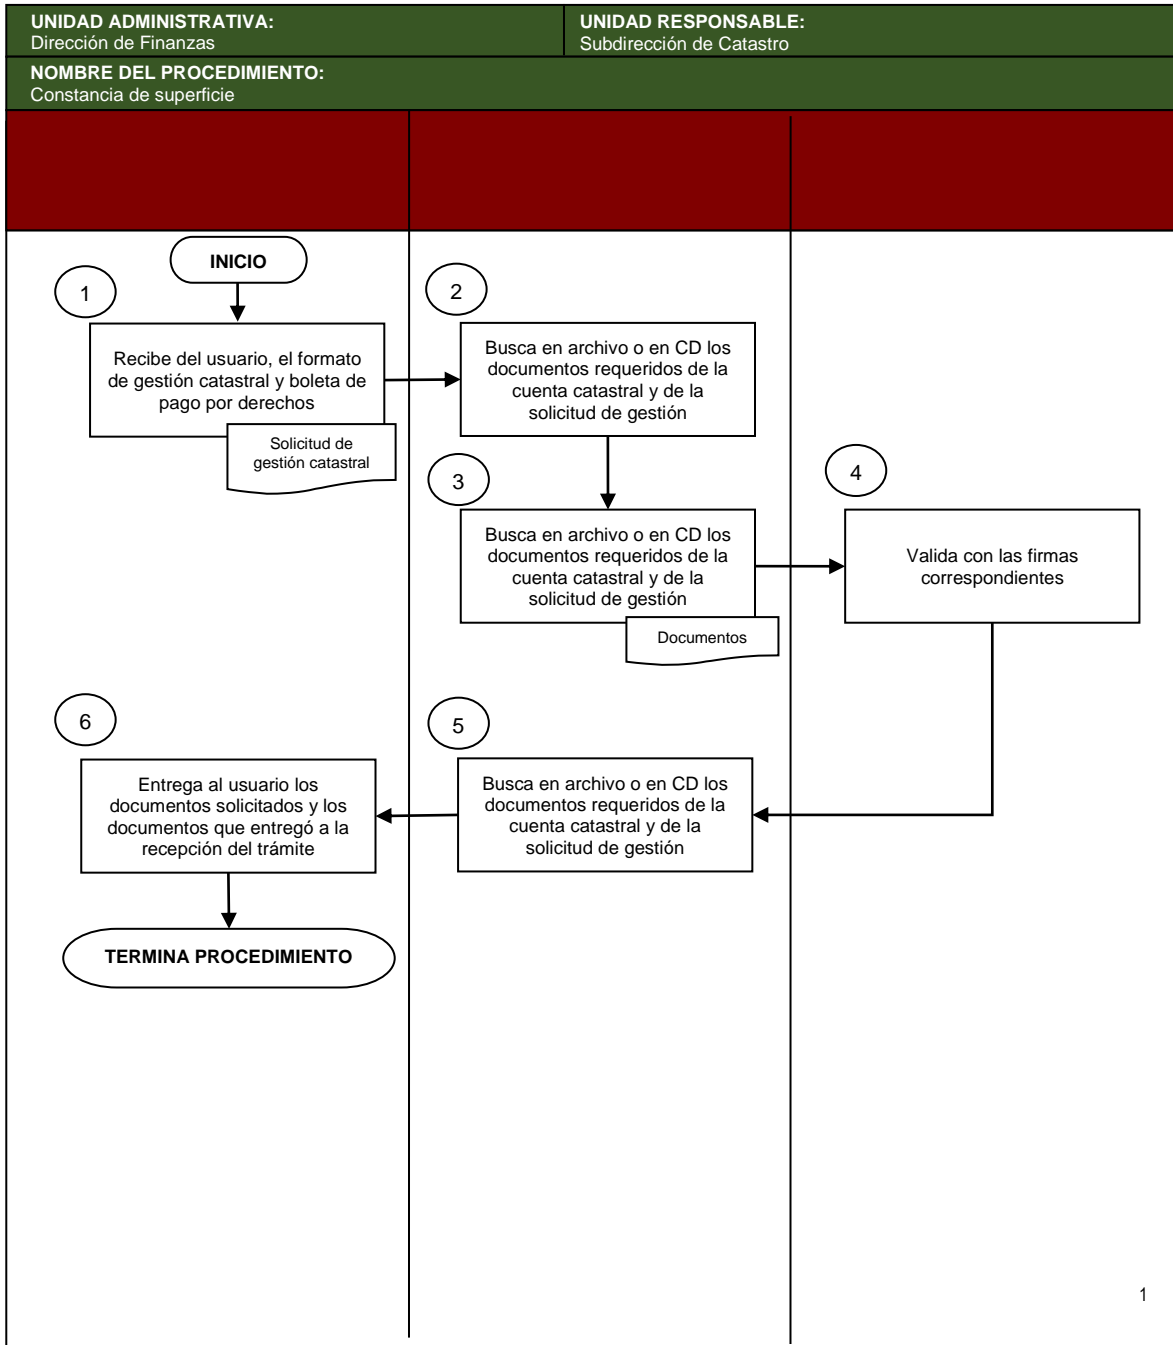 UNIDAD ADMINISTRATIVA:
Dirección de Finanzas
UNIDAD RESPONSABLE:
Subdirección de Catastro
NOMBRE DEL PROCEDIMIENTO:
Constancia de superficie
INICIO
1
Recibe del usuario, el formato
de gestión catastral y boleta de
pago por derechos
Solicitud de
gestión catastral
2
Busca en archivo o en CD los
documentos requeridos de la
cuenta catastral y de la
solicitud de gestión
3
Busca en archivo o en CD los
documentos requeridos de la
cuenta catastral y de la
solicitud de gestión
Documentos
4
Valida con las firmas
correspondientes
5
Busca en archivo o en CD los
documentos requeridos de la
cuenta catastral y de la
solicitud de gestión
6
Entrega al usuario los
documentos solicitados y los
documentos que entregó a la
recepción del trámite
TERMINA PROCEDIMIENTO
1